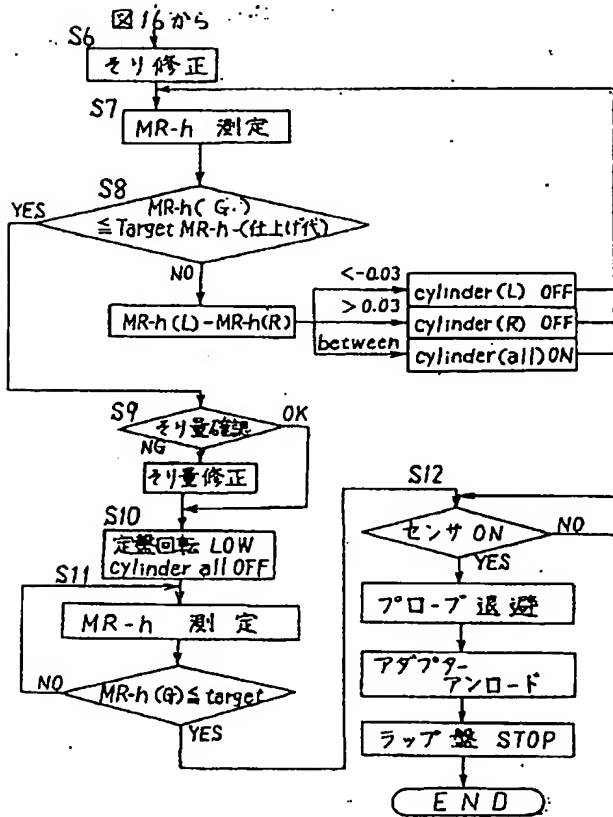 図16から
S6
そり修正
S7
MR-h 測定
S8
MR-h(G.)
≦Target MR-h-(仕上げ代)
YES
NO
MR-h(L)-MR-h(R)
<-0.03
cylinder(L) OFF
>0.03
cylinder(R) OFF
between
cylinder(all)ON
S9
そり量確認
OK
NG
そり量修正
S10
定盤回転 LOW
cylinder all OFF
S11
MR-h 測定
MR-h(G)≦target
NO
YES
S12
センサ ON
NO
YES
プローブ退避
アダプター
アンロード
ラップ盤 STOP
END